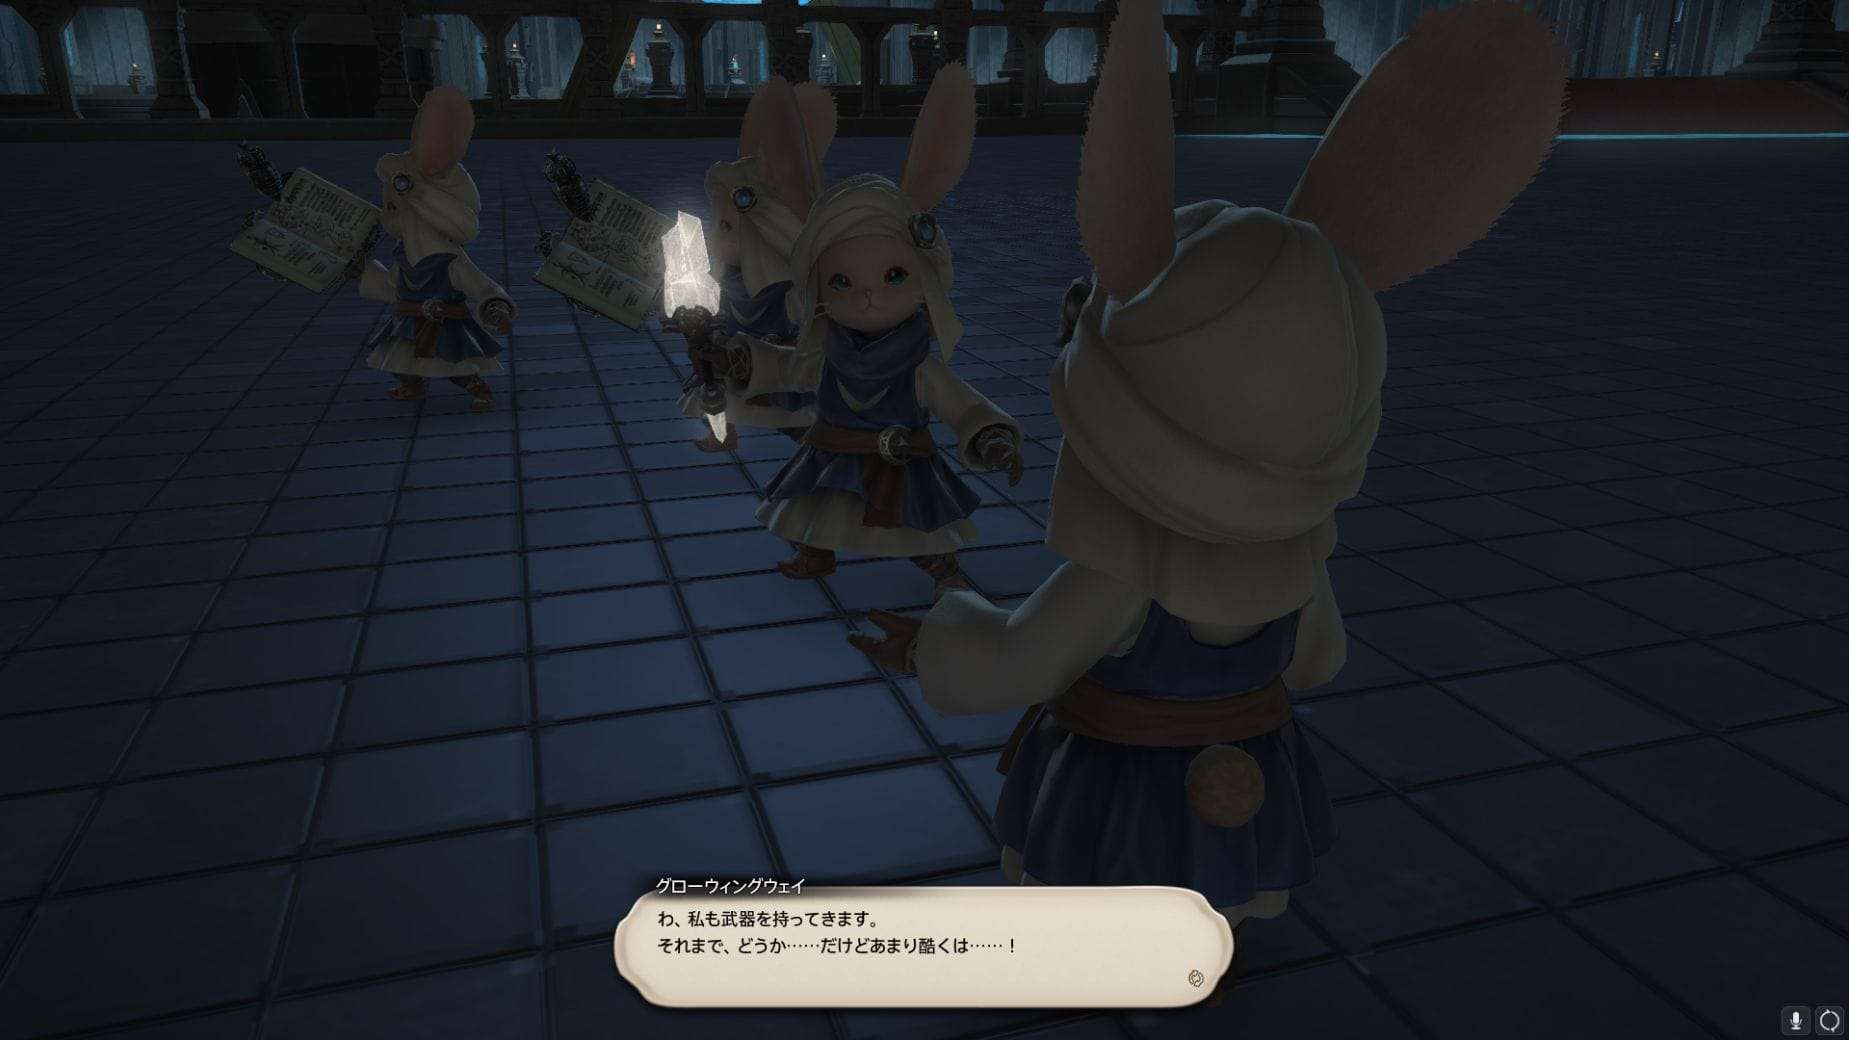 グローウィングウェイ
わ、私も武器を持ってきます。
それまで、どうか……だけどあまり酷くは……！